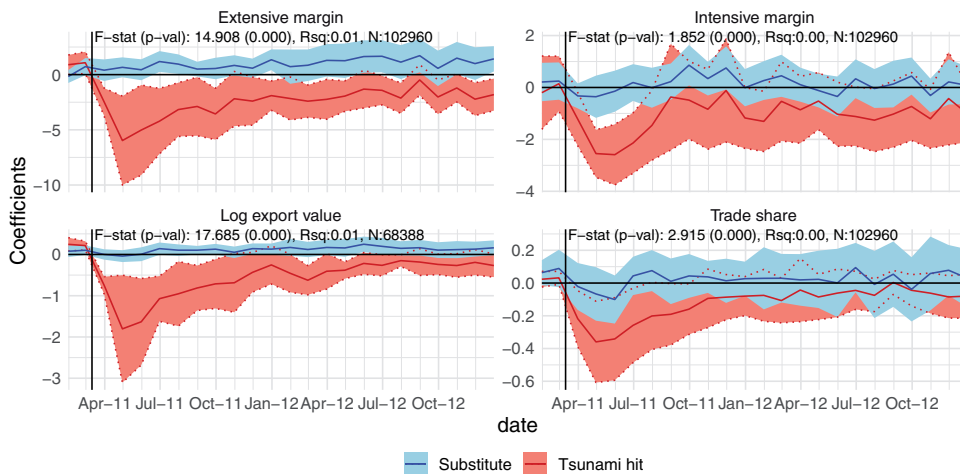 Extensive margin
F−stat (p−val): 14.908 (0.000), Rsq:0.01, N:102960
0
−5
−10
Intensive margin
F−stat (p−val): 1.852 (0.000), Rsq:0.00, N:102960
2
0
−2
−4
Coefficients
Log export value
F−stat (p−val): 17.685 (0.000), Rsq:0.01, N:68388
0
−1
−2
−3
Apr−11 Jul−11 Oct−11 Jan−12 Apr−12 Jul−12 Oct−12
Trade share
F−stat (p−val): 2.915 (0.000), Rsq:0.00, N:102960
0.2
0.0
−0.2
−0.4
−0.6
Apr−11 Jul−11 Oct−11 Jan−12 Apr−12 Jul−12 Oct−12
date
Substitute Tsunami hit